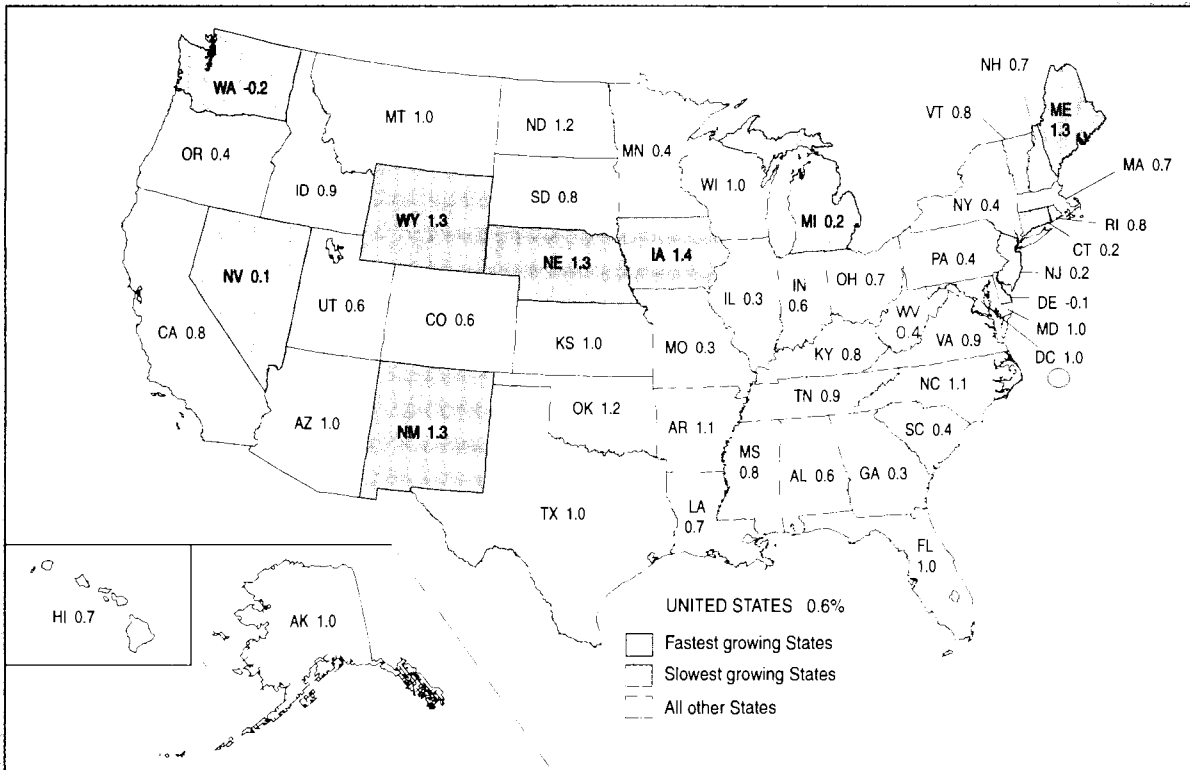 NH 0.7
WA -0.2
ME
1.3
VT 0.8
MT 1.0
ND 1.2
MN 0.4
OR 0.4
MA 0.7
ID 0.9
WI 1.0
SD 0.8
NY 0.4
WY 1.3
MI 0.2
RI 0.8
CT 0.2
NE 1.3
IA 1.4
PA 0.4
NJ 0.2
NV 0.1
IL 0.3
IN
0.6
OH 0.7
DE -0.1
UT 0.6
CO 0.6
WV
0.4
MD 1.0
CA 0.8
KS 1.0
MO 0.3
VA 0.9
KY 0.8
DC 1.0
NC 1.1
TN 0.9
OK 1.2
AZ 1.0
NM 1.3
AR 1.1
SC 0.4
MS
0.8
AL 0.6
GA 0.3
TX 1.0
LA
0.7
FL
1.0
HI 0.7
AK 1.0
UNITED STATES 0.6%
Fastest growing States
Slowest growing States
All other States